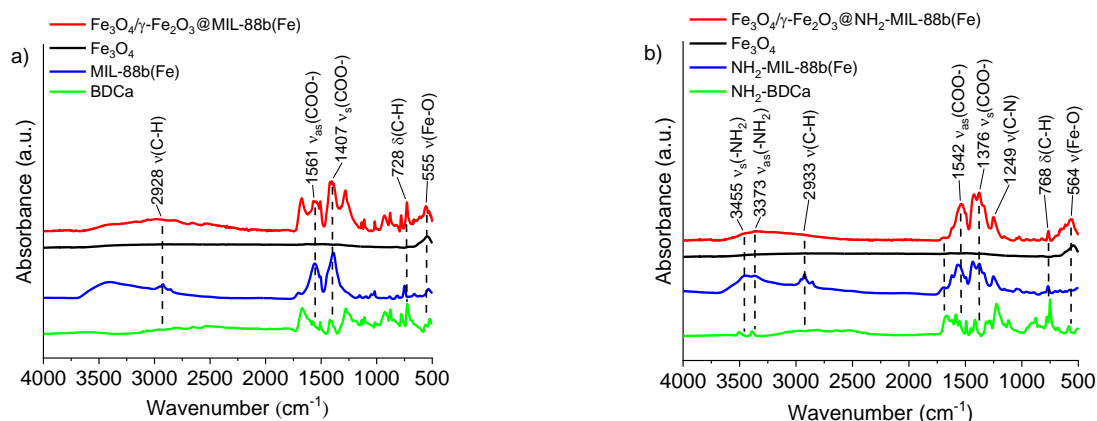 a)
Fe₃O₄/γ-Fe₂O₃@MIL-88b(Fe)
Fe₃O₄
MIL-88b(Fe)
BDCa
2928 ν(C-H)
1561 νas(COO-)
1407 νs(COO-)
728 δ(C-H)
555 ν(Fe-O)
Absorbance (a.u.)
4000 3500 3000 2500 2000 1500 1000 500
Wavenumber (cm⁻¹)
b)
Fe₃O₄/γ-Fe₂O₃@NH₂-MIL-88b(Fe)
Fe₃O₄
NH₂-MIL-88b(Fe)
NH₂-BDCa
3455 νs(-NH₂)
3373 νas(-NH₂)
2933 ν(C-H)
1542 νas(COO-)
1376 νs(COO-)
1249 ν(C-N)
768 δ(C-H)
564 ν(Fe-O)
Absorbance (a.u.)
4000 3500 3000 2500 2000 1500 1000 500
Wavenumber (cm⁻¹)